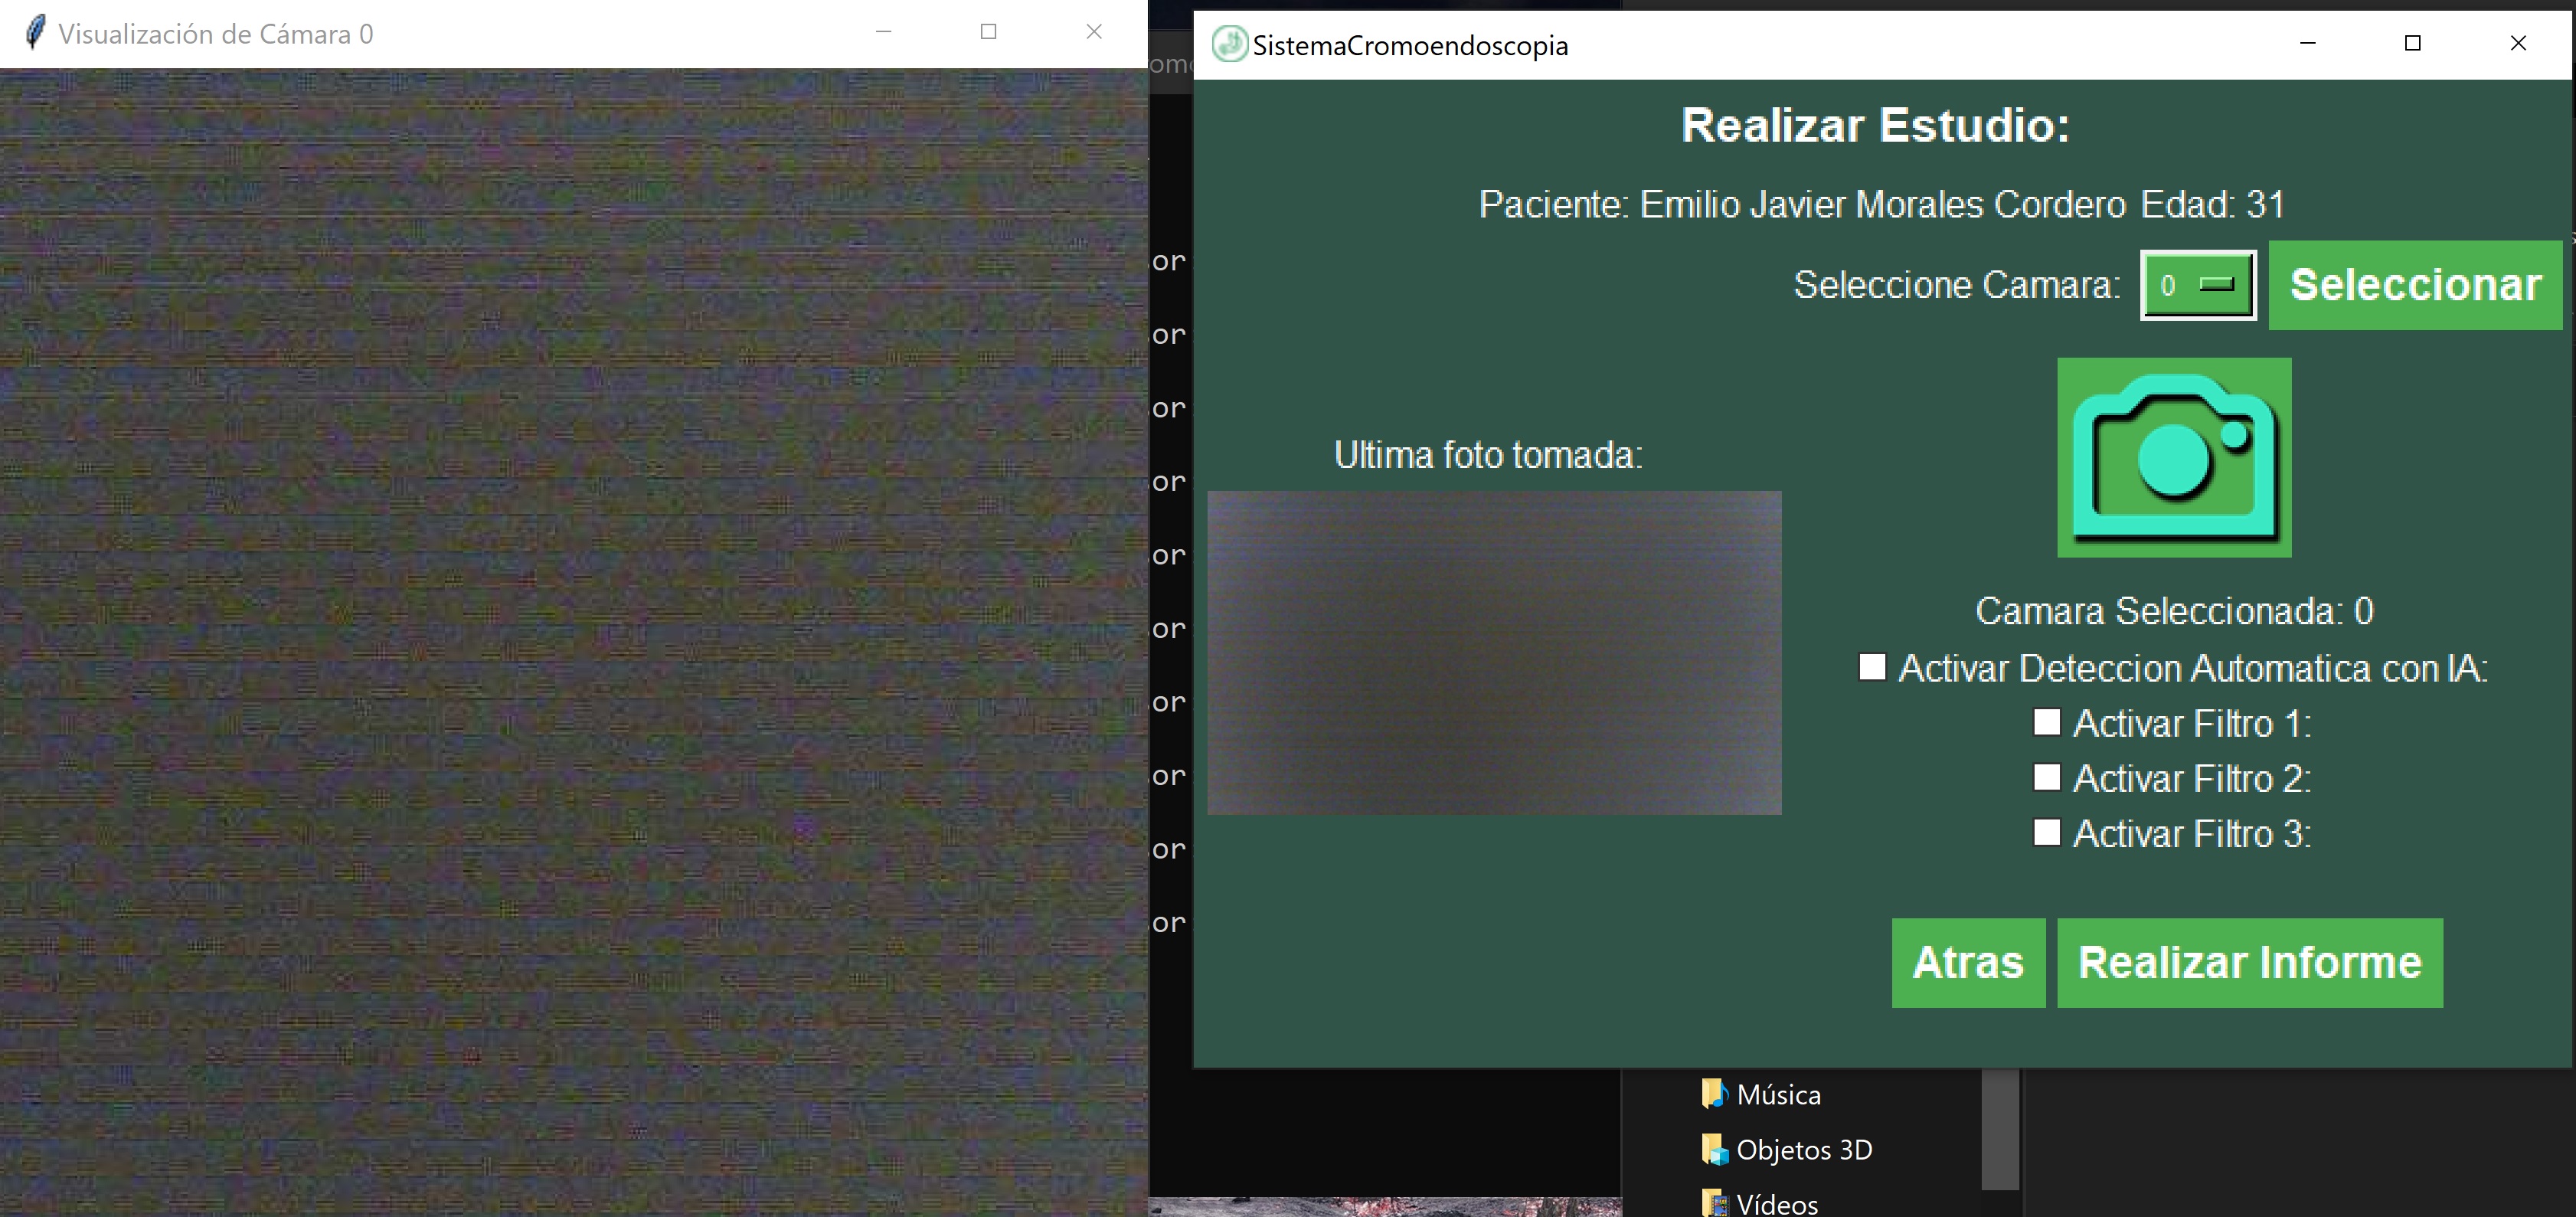 Visualización de Cámara 0
SistemaCromoendoscopia
Realizar Estudio:
Paciente: Emilio Javier Morales Cordero Edad: 31
Seleccione Camara: 0 Seleccionar
Ultima foto tomada:
Camara Seleccionada: 0
Activar Deteccion Automatica con IA:
Activar Filtro 1:
Activar Filtro 2:
Activar Filtro 3:
Atras Realizar Informe
or
or
or
or
or
or
or
or
or
or
Música
Objetos 3D
Vídeos